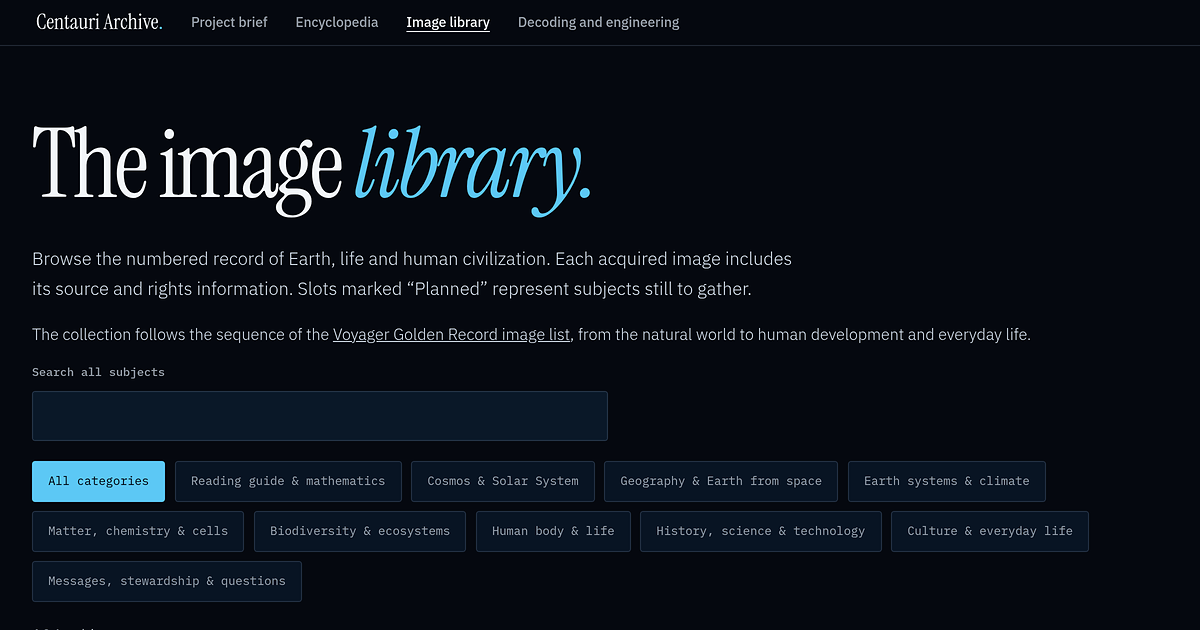 Centauri Archive. Project brief Encyclopedia Image library Decoding and engineering
The image library.
Browse the numbered record of Earth, life and human civilization. Each acquired image includes
its source and rights information. Slots marked “Planned” represent subjects still to gather.
The collection follows the sequence of the Voyager Golden Record image list, from the natural world to human development and everyday life.
Search all subjects
All categories Reading guide & mathematics Cosmos & Solar System Geography & Earth from space Earth systems & climate
Matter, chemistry & cells Biodiversity & ecosystems Human body & life History, science & technology Culture & everyday life
Messages, stewardship & questions